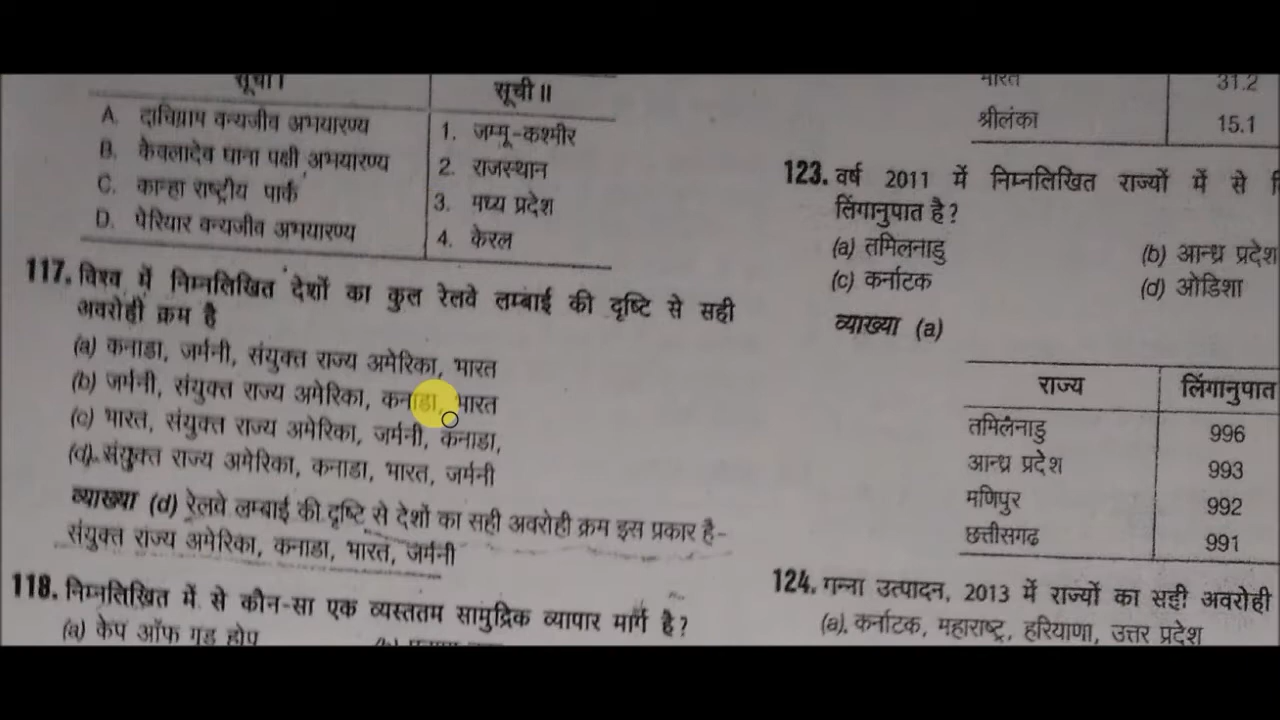 सूची I
सूची II
A. दाचिग्राम वन्यजीव अभयारण्य
1. जम्मू-कश्मीर
B. केवलादेव घाना पक्षी अभयारण्य
2. राजस्थान
C. कान्हा राष्ट्रीय पार्क
3. मध्य प्रदेश
D. पेरियार वन्यजीव अभयारण्य
4. केरल
117. विश्व में निम्नलिखित देशों का कुल रेलवे लम्बाई की दृष्टि से सही
अवरोही क्रम है
(a) कनाडा, जर्मनी, संयुक्त राज्य अमेरिका, भारत
(b) जर्मनी, संयुक्त राज्य अमेरिका, कनाडा, भारत
(c) भारत, संयुक्त राज्य अमेरिका, जर्मनी, कनाडा,
(d) संयुक्त राज्य अमेरिका, कनाडा, भारत, जर्मनी
व्याख्या (d) रेलवे लम्बाई की दृष्टि से देशों का सही अवरोही क्रम इस प्रकार है-
संयुक्त राज्य अमेरिका, कनाडा, भारत, जर्मनी
118. निम्नलिखित में से कौन-सा एक व्यस्ततम सामुद्रिक व्यापार मार्ग है?
(a) केप ऑफ गुड होप
भारत 31.2
श्रीलंका 15.1
123. वर्ष 2011 में निम्नलिखित राज्यों में से
लिंगानुपात है?
(a) तमिलनाडु
(b) आन्ध्र प्रदेश
(c) कर्नाटक
(d) ओडिशा
व्याख्या (a)
राज्य लिंगानुपात
तमिलनाडु 996
आन्ध्र प्रदेश 993
मणिपुर 992
छत्तीसगढ़ 991
124. गन्ना उत्पादन, 2013 में राज्यों का सही अवरोही
(a). कर्नाटक, महाराष्ट्र, हरियाणा, उत्तर प्रदेश